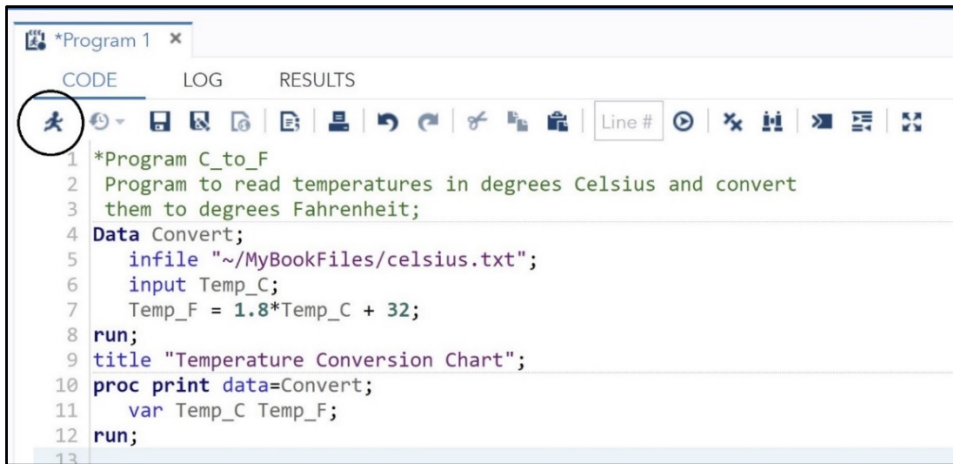 *Program 1 ×
CODE LOG RESULTS
Line #
1 *Program C_to_F
2 Program to read temperatures in degrees Celsius and convert
3 them to degrees Fahrenheit;
4 Data Convert;
5 infile "~/MyBookFiles/celsius.txt";
6 input Temp_C;
7 Temp_F = 1.8*Temp_C + 32;
8 run;
9 title "Temperature Conversion Chart";
10 proc print data=Convert;
11 var Temp_C Temp_F;
12 run;
13